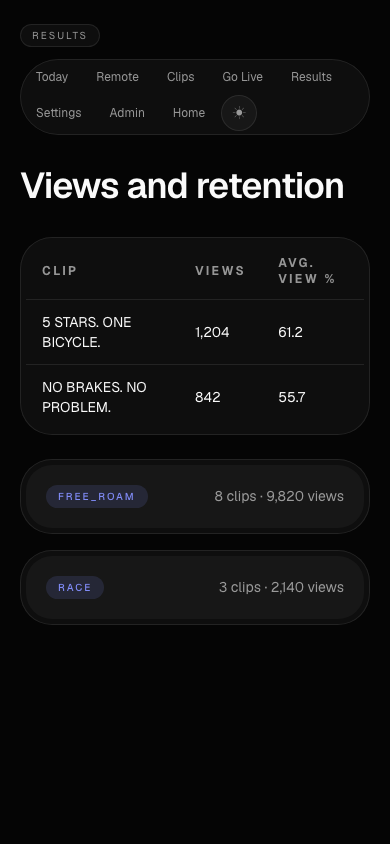 RESULTS
Today Remote Clips Go Live Results
Settings Admin Home
Views and retention
CLIP VIEWS AVG. VIEW %
5 STARS. ONE BICYCLE. 1,204 61.2
NO BRAKES. NO PROBLEM. 842 55.7
FREE_ROAM 8 clips · 9,820 views
RACE 3 clips · 2,140 views